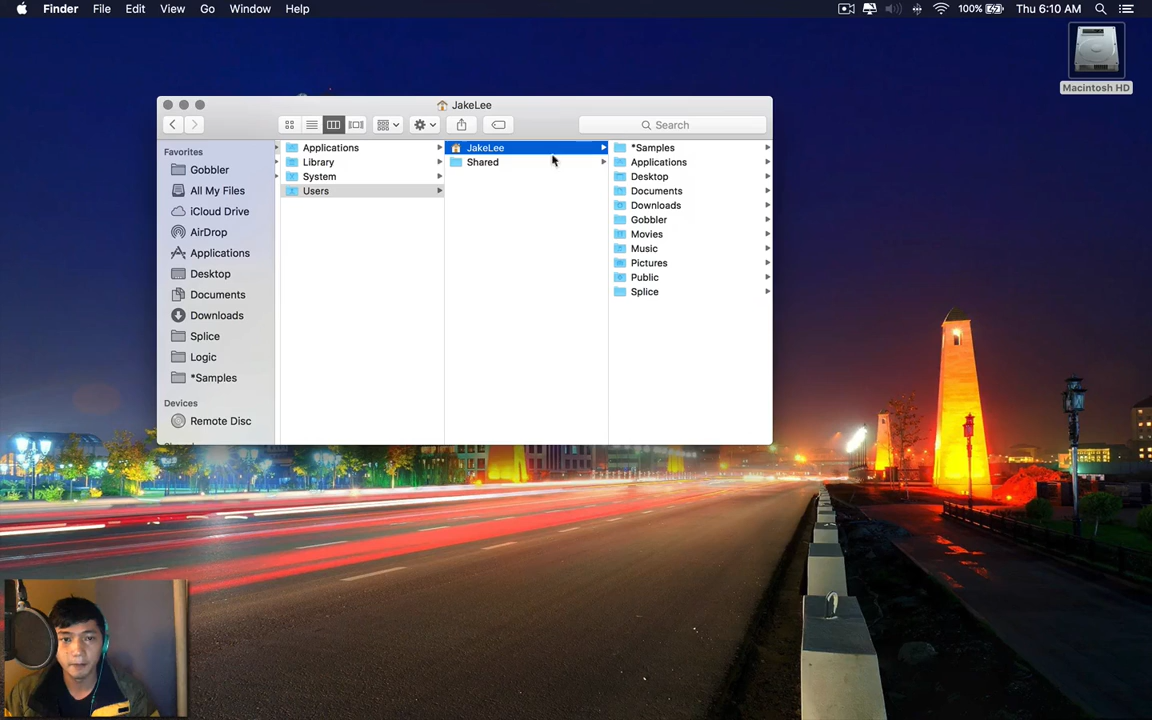 Finder File Edit View Go Window Help 100% Thu 6:10 AM
Macintosh HD
JakeLee
Search
Favorites
Gobbler
All My Files
iCloud Drive
AirDrop
Applications
Desktop
Documents
Downloads
Splice
Logic
*Samples
Devices
Remote Disc
Applications
Library
System
Users
JakeLee
Shared
*Samples
Applications
Desktop
Documents
Downloads
Gobbler
Movies
Music
Pictures
Public
Splice